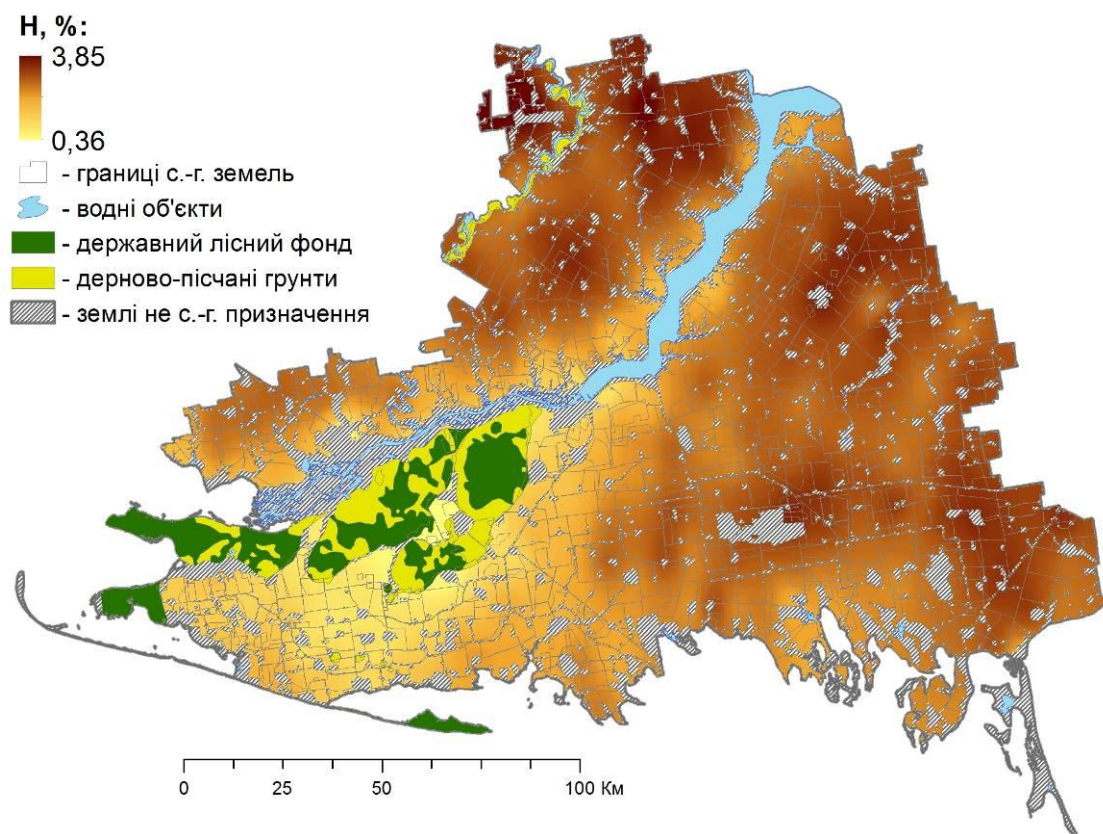 H, %:
3,85
0,36
- границі с.-г. земель
- водні об'єкти
- державний лісний фонд
- дерново-пісчані грунти
- землі не с.-г. призначення
0 25 50 100 Км